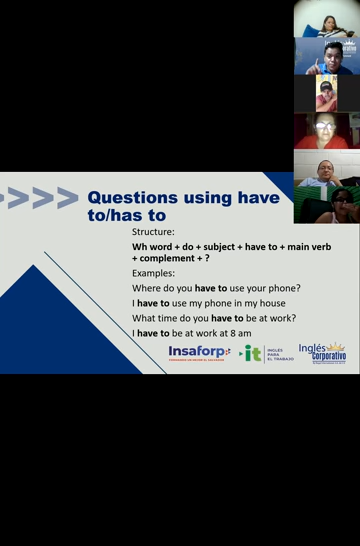 Questions using have
to/has to
Structure:
Wh word + do + subject + have to + main verb
+ complement + ?
Examples:
Where do you have to use your phone?
I have to use my phone in my house
What time do you have to be at work?
I have to be at work at 8 am
Insaforp
it
INGLÉS
PARA
EL TRABAJO
Inglés
Corporativo